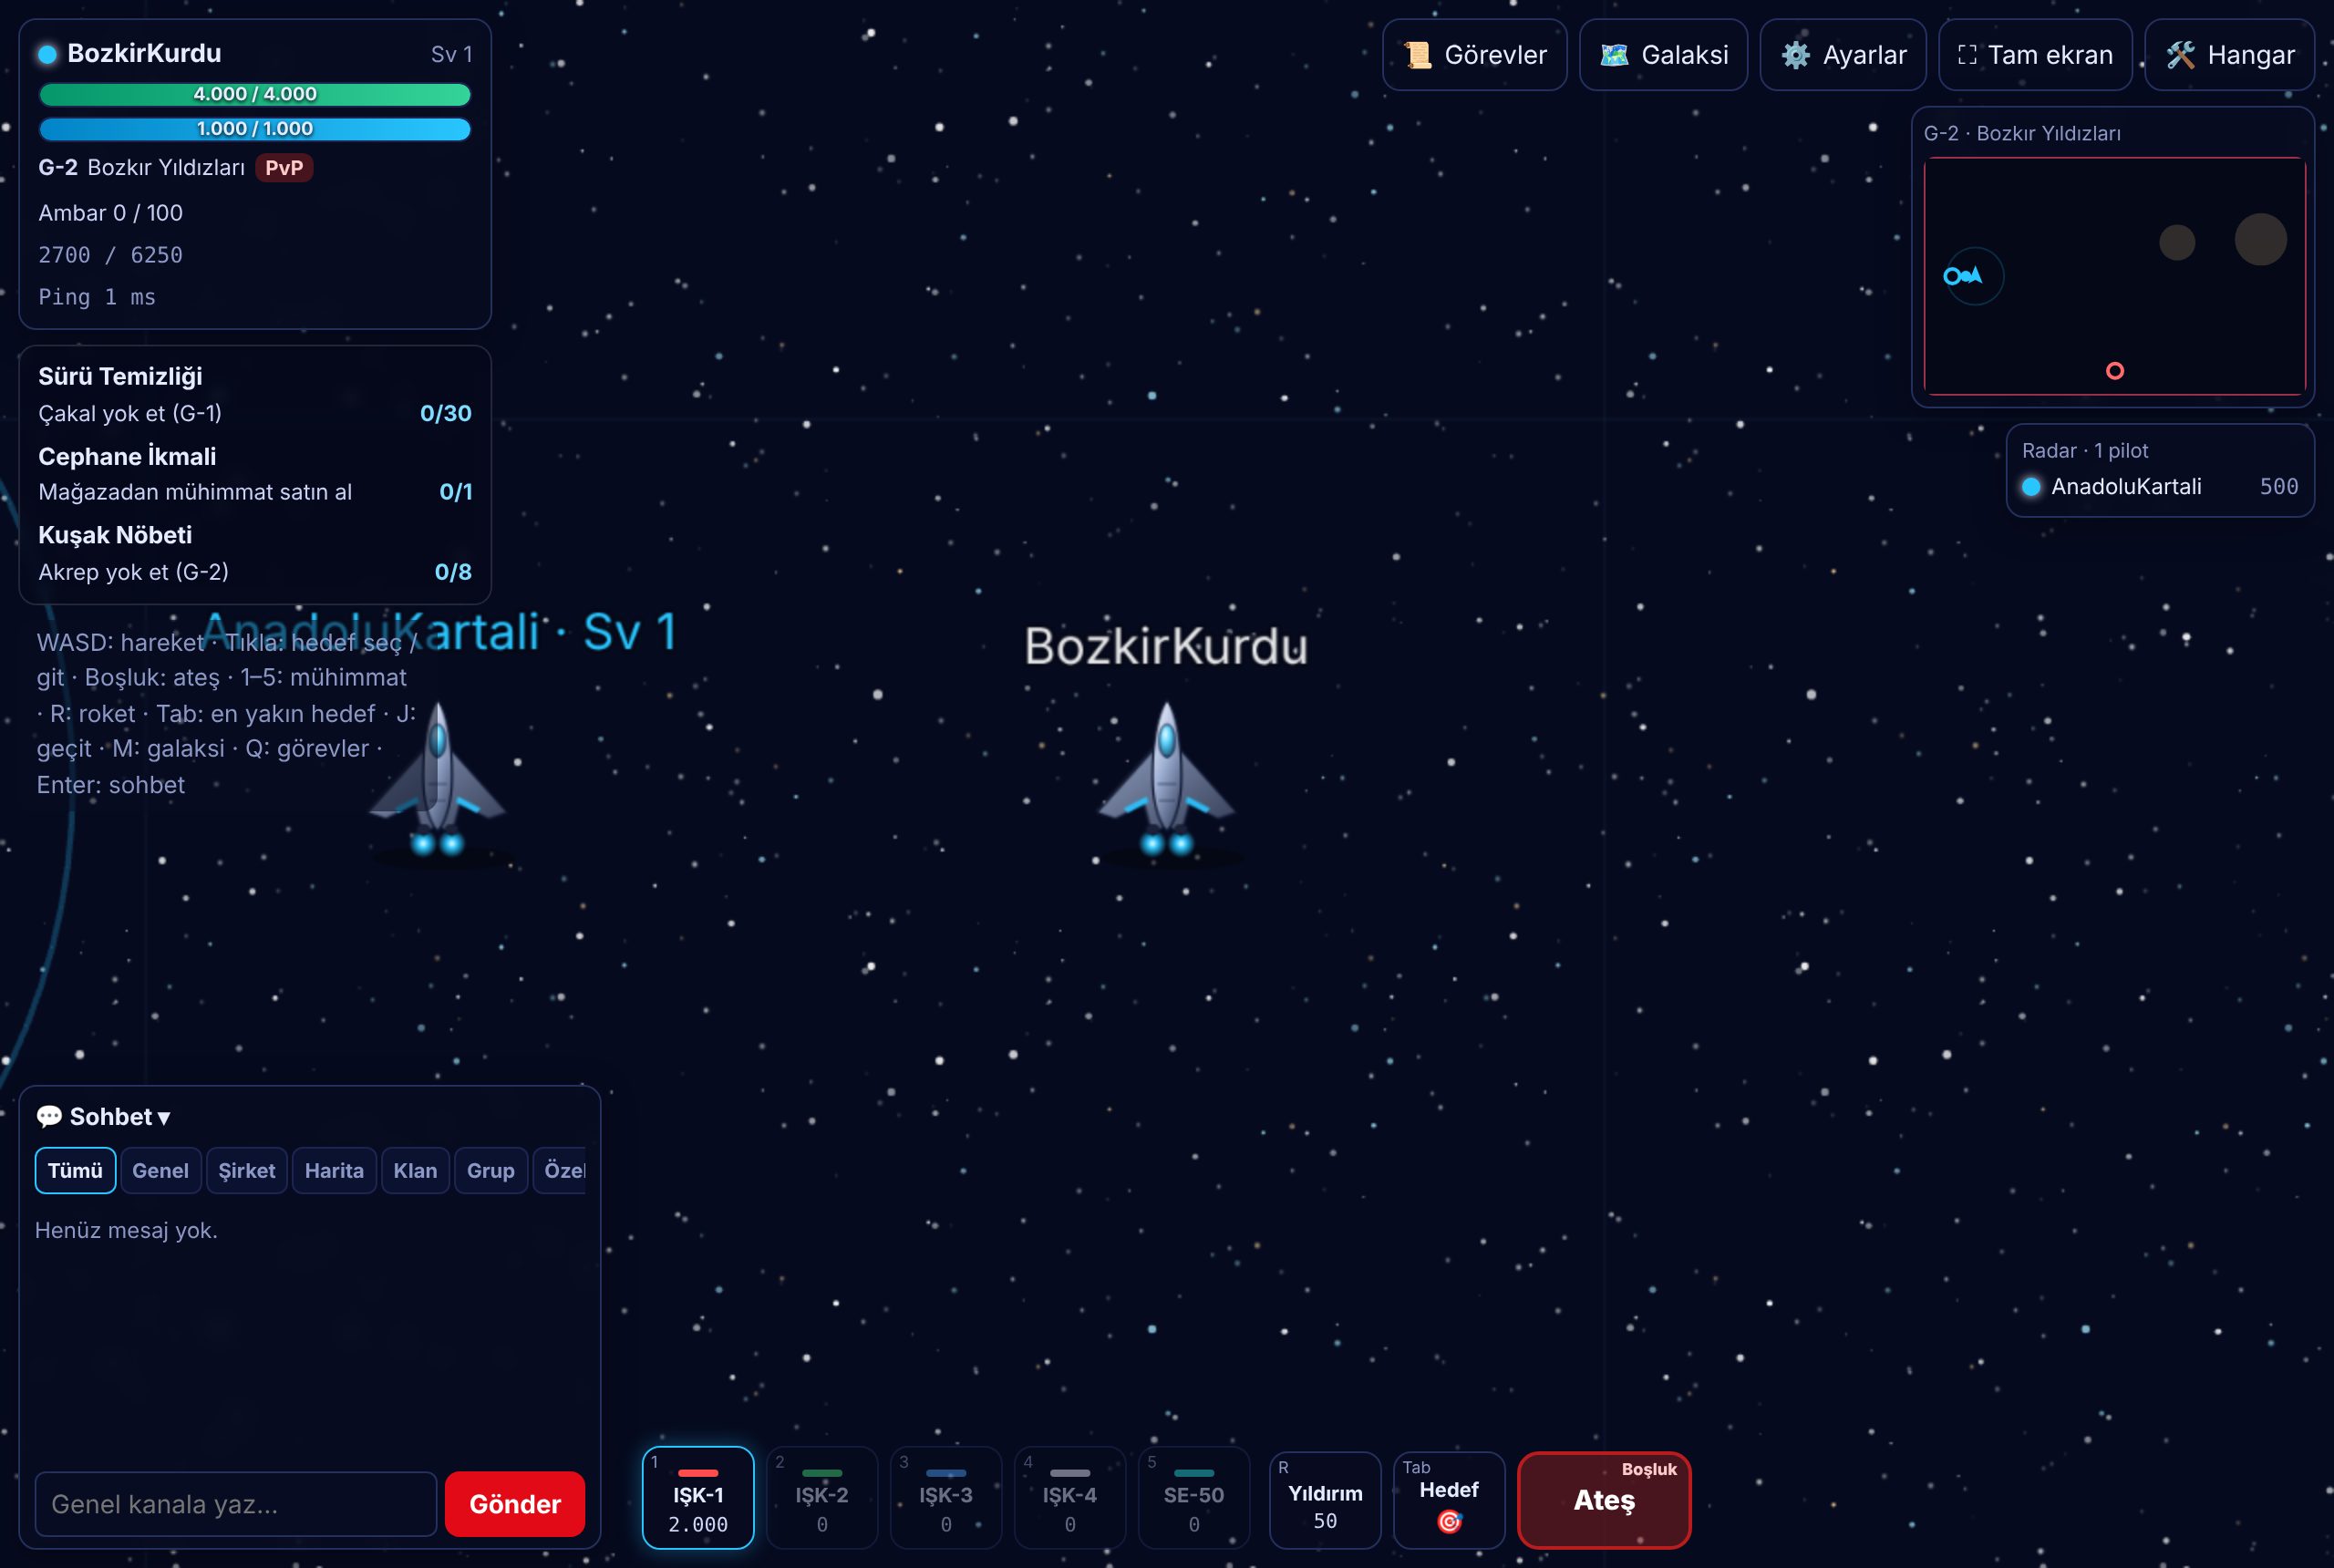 BozkirKurdu Sv 1
4.000 / 4.000
1.000 / 1.000
G-2 Bozkır Yıldızları PvP
Ambar 0 / 100
2700 / 6250
Ping 1 ms
Görevler
Galaksi
Ayarlar
Tam ekran
Hangar
G-2 · Bozkır Yıldızları
Radar · 1 pilot
AnadoluKartali 500
Sürü Temizliği
Çakal yok et (G-1) 0/30
Cephane İkmali
Mağazadan mühimmat satın al 0/1
Kuşak Nöbeti
Akrep yok et (G-2) 0/8
AnadoluKartali · Sv 1
BozkirKurdu
WASD: hareket · Tıkla: hedef seç /
git · Boşluk: ateş · 1–5: mühimmat
· R: roket · Tab: en yakın hedef · J:
geçit · M: galaksi · Q: görevler ·
Enter: sohbet
Sohbet ▾
Tümü Genel Şirket Harita Klan Grup Özel
Henüz mesaj yok.
Genel kanala yaz...
Gönder
1
IŞK-1
2.000
2
IŞK-2
0
3
IŞK-3
0
4
IŞK-4
0
5
SE-50
0
R
Yıldırım
50
Tab
Hedef
Boşluk
Ateş